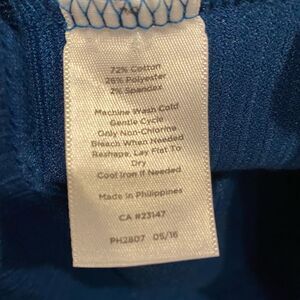 72% Cotton
26% Polyester
2% Spandex
Machine Wash Cold
Gentle Cycle
Only Non-Chlorine
Bleach When Needed
Reshape, Lay Flat To
Dry
Cool Iron If Needed
Made in Philippines
CA #23147
PH2807 05/16